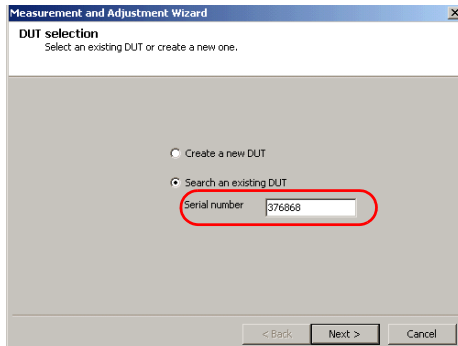 Measurement and Adjustment Wizard
DUT selection
Select an existing DUT or create a new one.
Create a new DUT
Search an existing DUT
Serial number 376868
< Back Next > Cancel